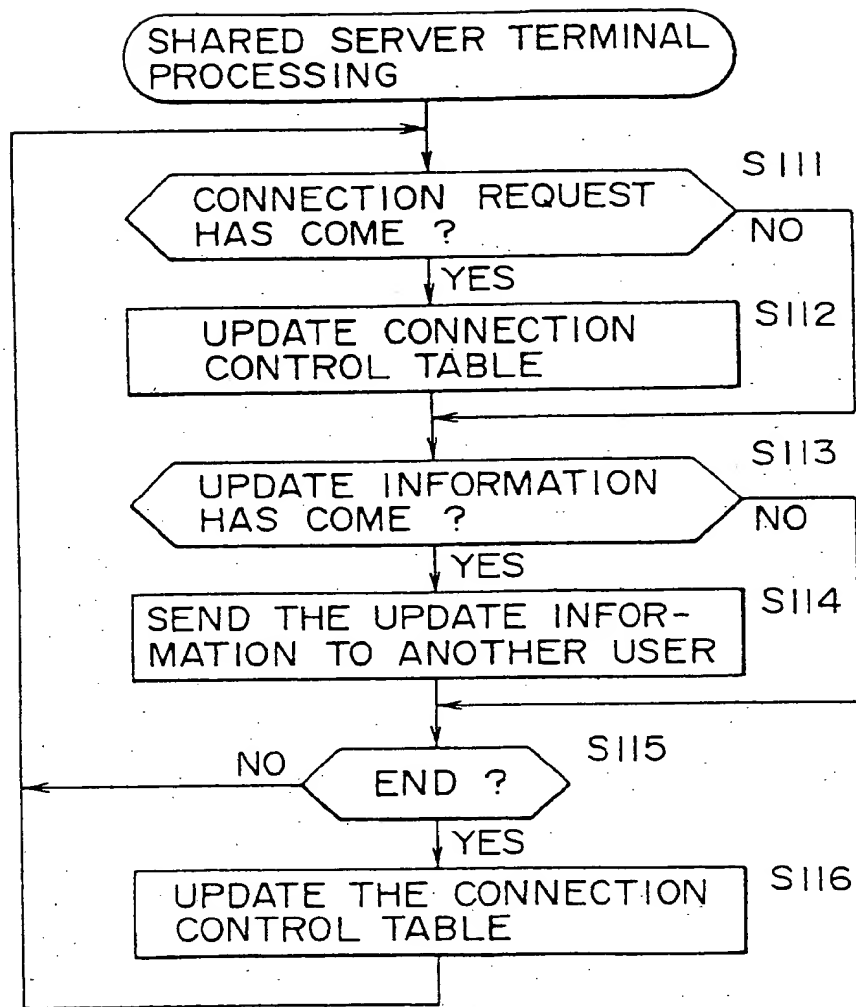 SHARED SERVER TERMINAL
PROCESSING
S111
CONNECTION REQUEST
HAS COME ?
NO
YES
S112
UPDATE CONNECTION
CONTROL TABLE
S113
UPDATE INFORMATION
HAS COME ?
NO
YES
S114
SEND THE UPDATE INFOR-
MATION TO ANOTHER USER
S115
NO
END ?
YES
S116
UPDATE THE CONNECTION
CONTROL TABLE